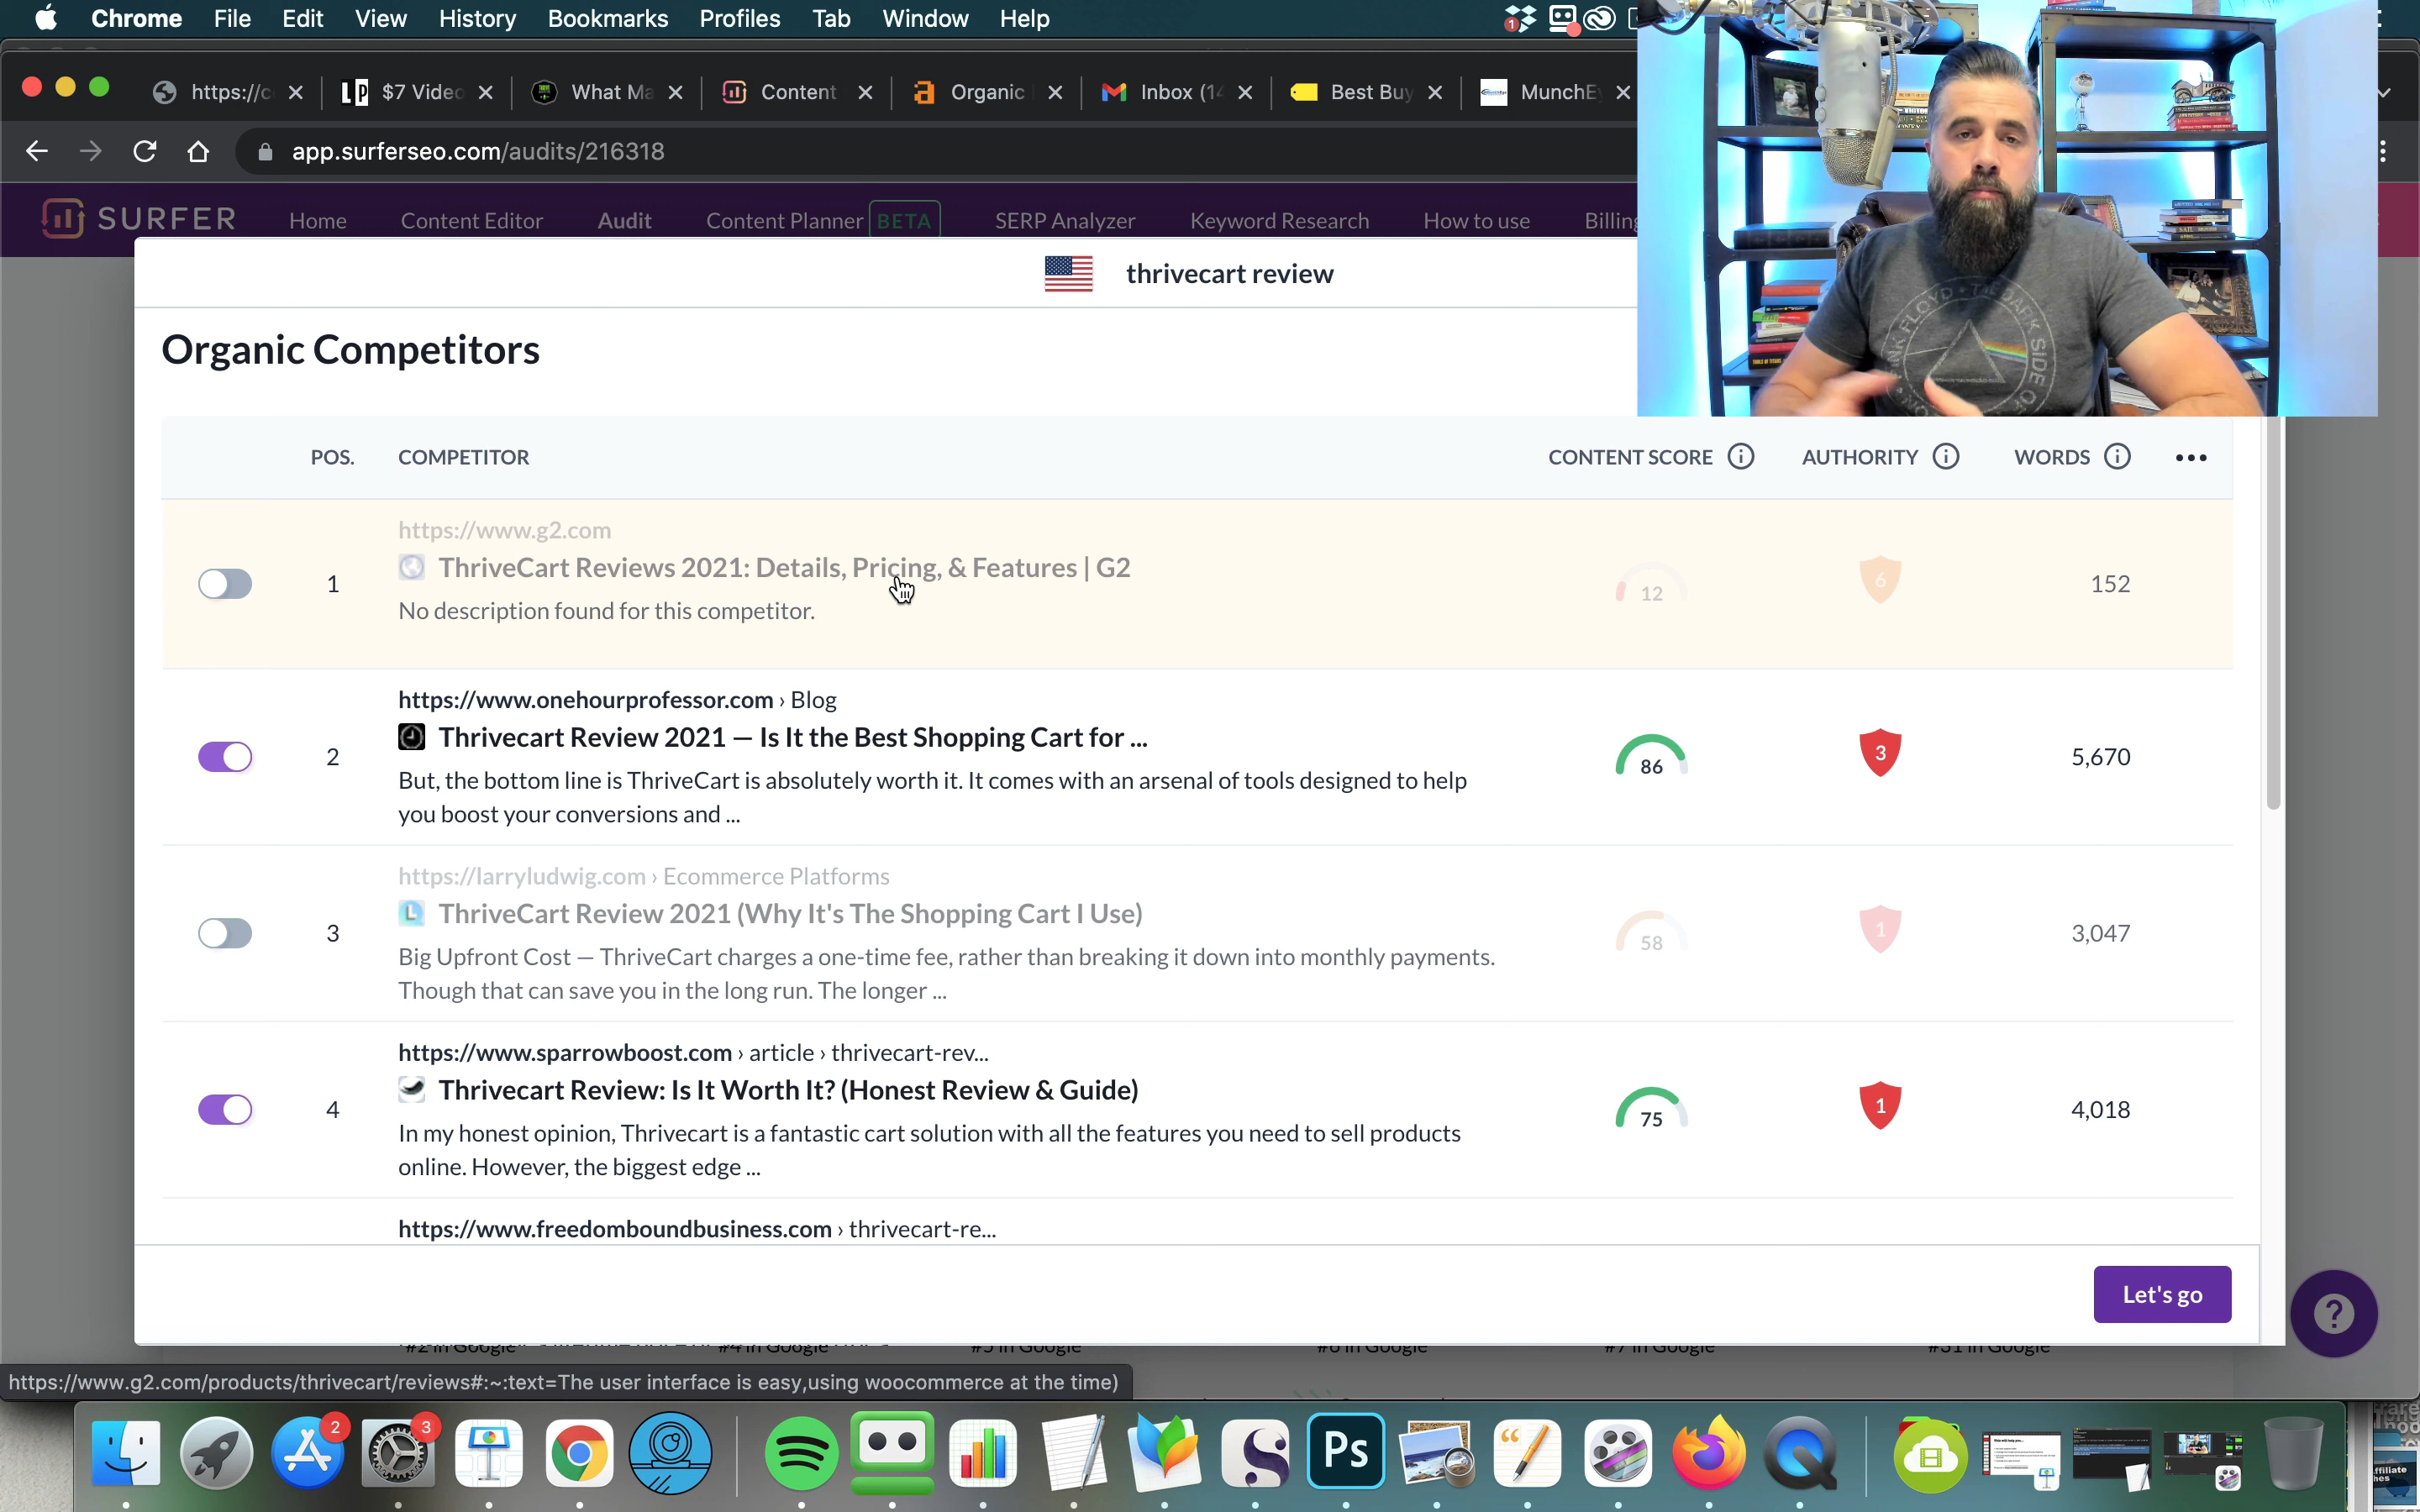 Chrome File Edit View History Bookmarks Profiles Tab Window Help
1
https://c $7 Video What Ma Content Organic Inbox (14 Best Buy MunchE
app.surferseo.com/audits/216318
SURFER Home Content Editor Audit Content Planner BETA SERP Analyzer Keyword Research How to use Billing
thrivecart review
Organic Competitors
POS. COMPETITOR CONTENT SCORE AUTHORITY WORDS
https://www.g2.com
1 ThriveCart Reviews 2021: Details, Pricing, & Features | G2 12 6 152
No description found for this competitor.
https://www.onehourprofessor.com › Blog
2 Thrivecart Review 2021 — Is It the Best Shopping Cart for ... 86 3 5,670
But, the bottom line is ThriveCart is absolutely worth it. It comes with an arsenal of tools designed to help
you boost your conversions and ...
https://larryludwig.com › Ecommerce Platforms
3 ThriveCart Review 2021 (Why It's The Shopping Cart I Use) 58 1 3,047
Big Upfront Cost — ThriveCart charges a one-time fee, rather than breaking it down into monthly payments.
Though that can save you in the long run. The longer ...
https://www.sparrowboost.com › article › thrivecart-rev...
4 Thrivecart Review: Is It Worth It? (Honest Review & Guide) 75 1 4,018
In my honest opinion, Thrivecart is a fantastic cart solution with all the features you need to sell products
online. However, the biggest edge ...
https://www.freedomboundbusiness.com › thrivecart-re...
Let's go
?
https://www.g2.com/products/thrivecart/reviews#:~:text=The user interface is easy,using woocommerce at the time)
2 3
Ps